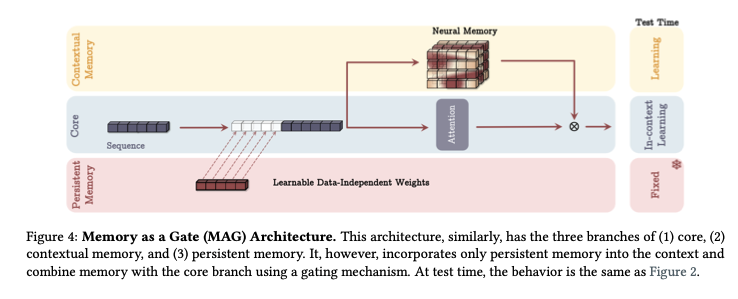 Test Time
Contextual
Memory
Neural Memory
Learning
Core
Sequence
Attention
In-context
Learning
Persistent
Memory
Learnable Data-Independent Weights
Fixed
Figure 4: Memory as a Gate (MAG) Architecture. This architecture, similarly, has the three branches of (1) core, (2)
contextual memory, and (3) persistent memory. It, however, incorporates only persistent memory into the context and
combine memory with the core branch using a gating mechanism. At test time, the behavior is the same as Figure 2.